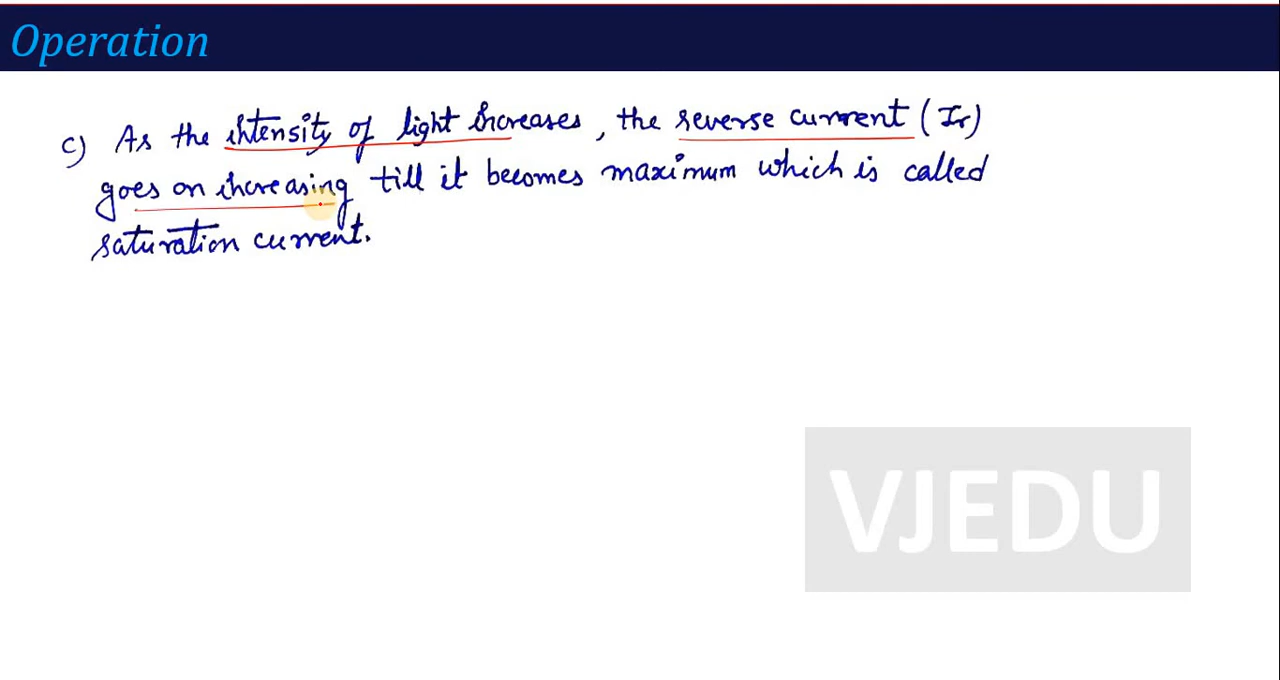 Operation
c) As the intensity of light increases, the reverse current (Ir)
goes on increasing till it becomes maximum which is called
saturation current.
VJEDU